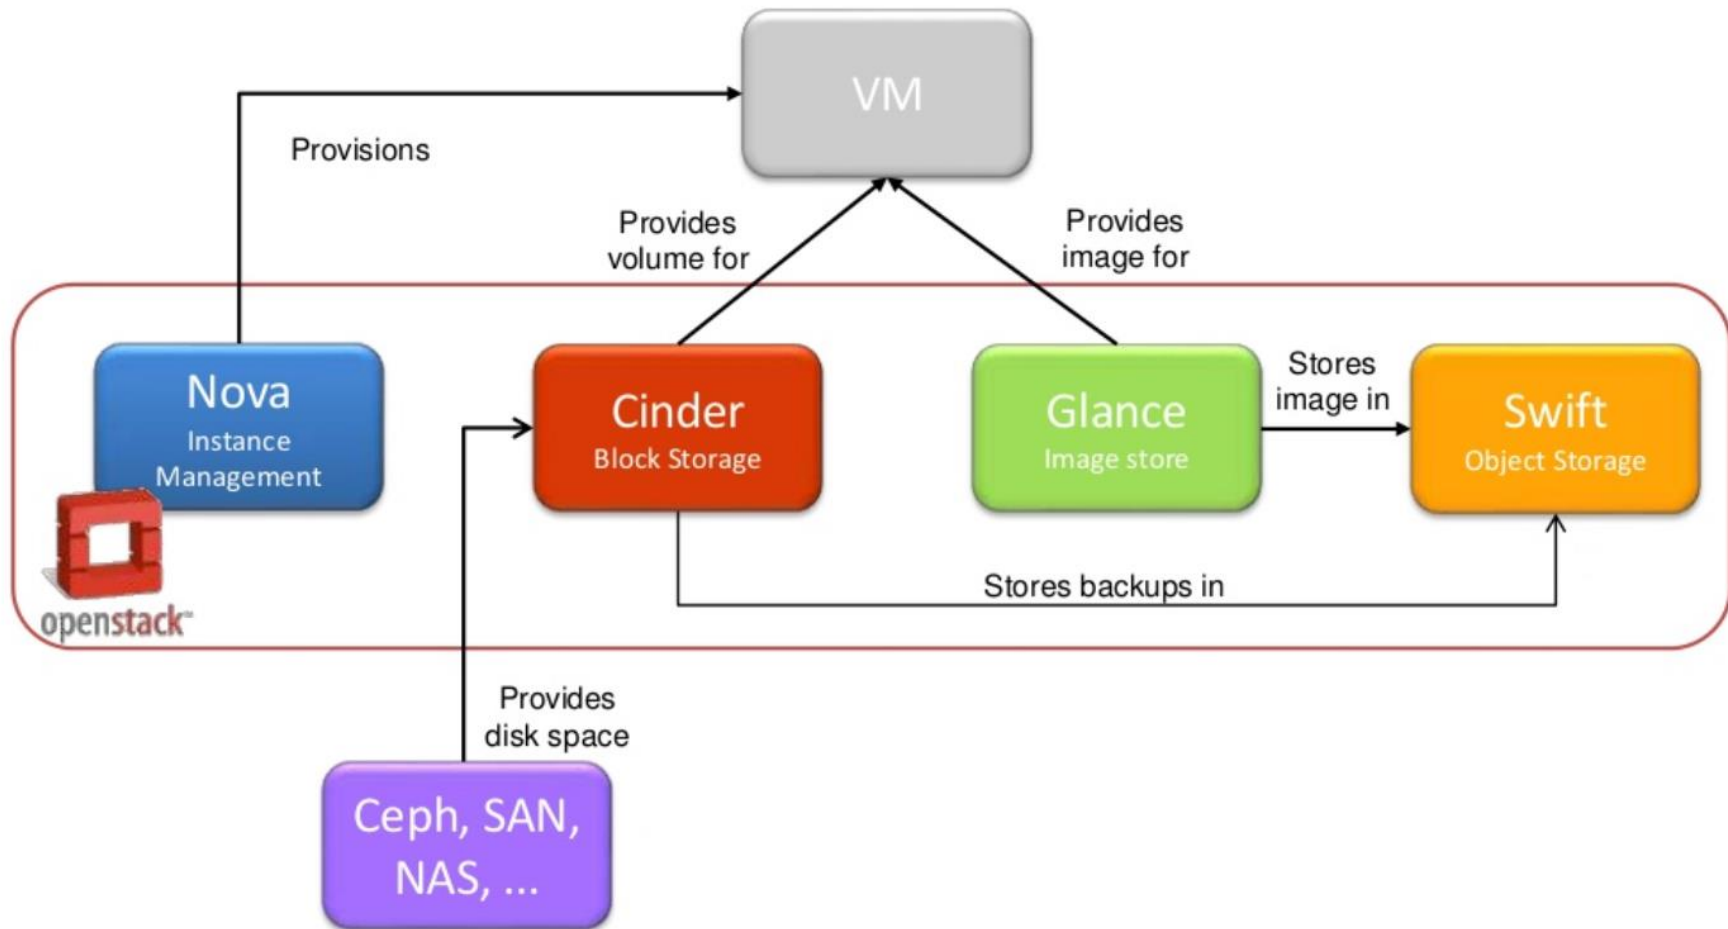 VM
Provisions
Provides
volume for
Provides
image for
Nova
Instance
Management
Cinder
Block Storage
Glance
Image store
Stores
image in
Swift
Object Storage
openstack™
Stores backups in
Provides
disk space
Ceph, SAN,
NAS, ...